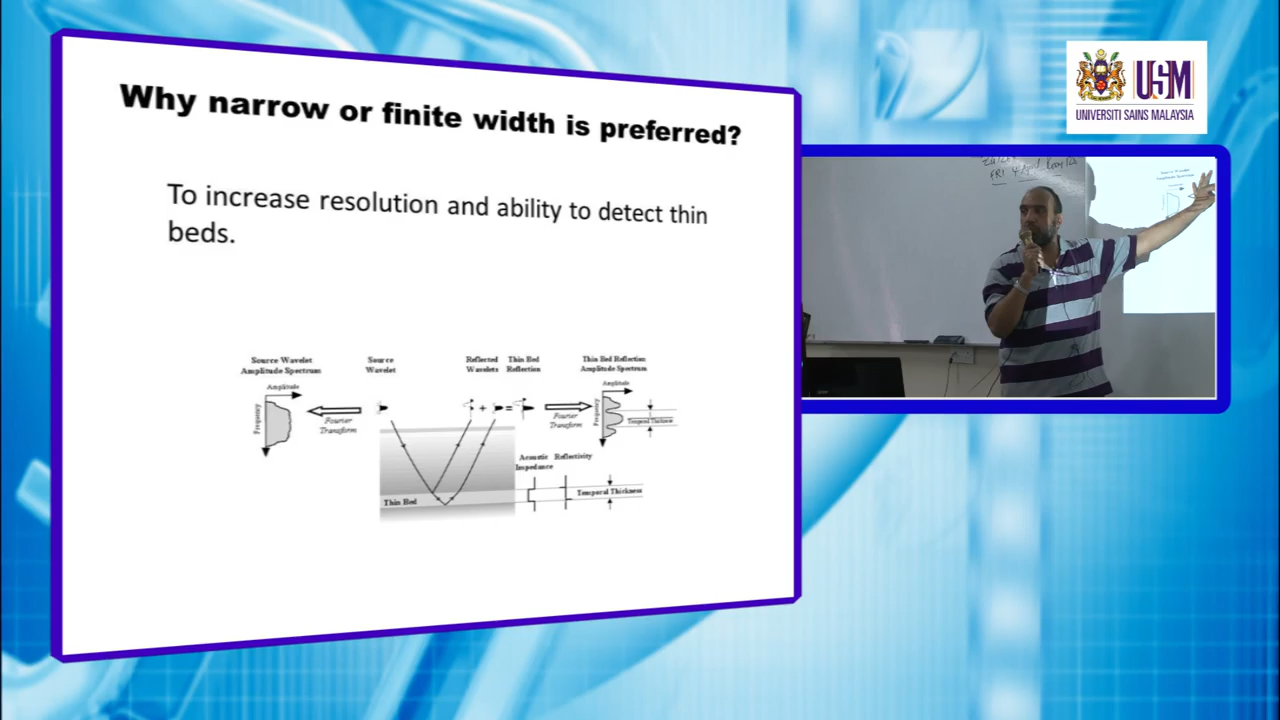 Why narrow or finite width is preferred?
To increase resolution and ability to detect thin
beds.
Source Wavelet
Amplitude Spectrum
Source
Wavelet
Reflected
Wavelets
Thin Bed
Reflection
Thin Bed Reflection
Amplitude Spectrum
Amplitude
Frequency
Fourier
Transform
+
=
Fourier
Transform
Amplitude
Frequency
Temporal Thickness
Acoustic
Impedance
Reflectivity
Thin Bed
Temporal Thickness
USM
UNIVERSITI SAINS MALAYSIA